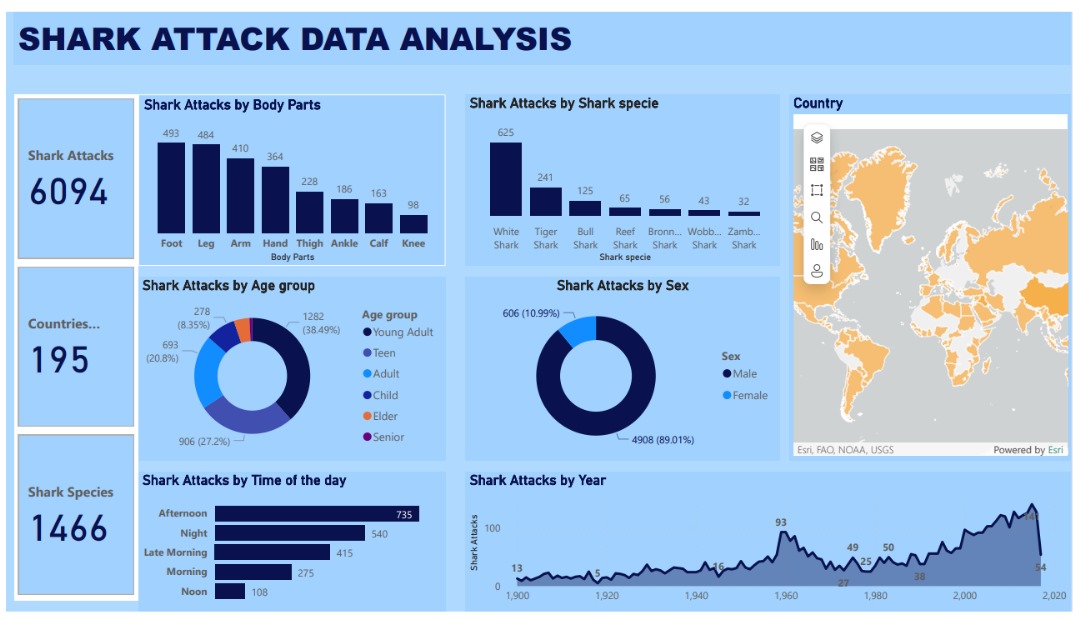 SHARK ATTACK DATA ANALYSIS
Shark Attacks
6094
Countries...
195
Shark Species
1466
Shark Attacks by Body Parts
493
484
410
364
228
186
163
98
Foot Leg Arm Hand Thigh Ankle Calf Knee
Body Parts
Shark Attacks by Shark specie
625
241
125
65
56
43
32
White Tiger Bull Reef Bronn... Wobb... Zamb...
Shark Shark Shark Shark Shark Shark Shark
Shark specie
Country
Esri, FAO, NOAA, USGS
Powered by Esri
Shark Attacks by Age group
278
(8.35%)
1282
(38.49%)
693
(20.8%)
906 (27.2%)
Age group
Young Adult
Teen
Adult
Child
Elder
Senior
Shark Attacks by Sex
606 (10.99%)
4908 (89.01%)
Sex
Male
Female
Shark Attacks by Time of the day
Afternoon 735
Night 540
Late Morning 415
Morning 275
Noon 108
Shark Attacks by Year
Shark Attacks
100
0
13
5
16
93
27
49
25
50
38
54
1,900 1,920 1,940 1,960 1,980 2,000 2,020